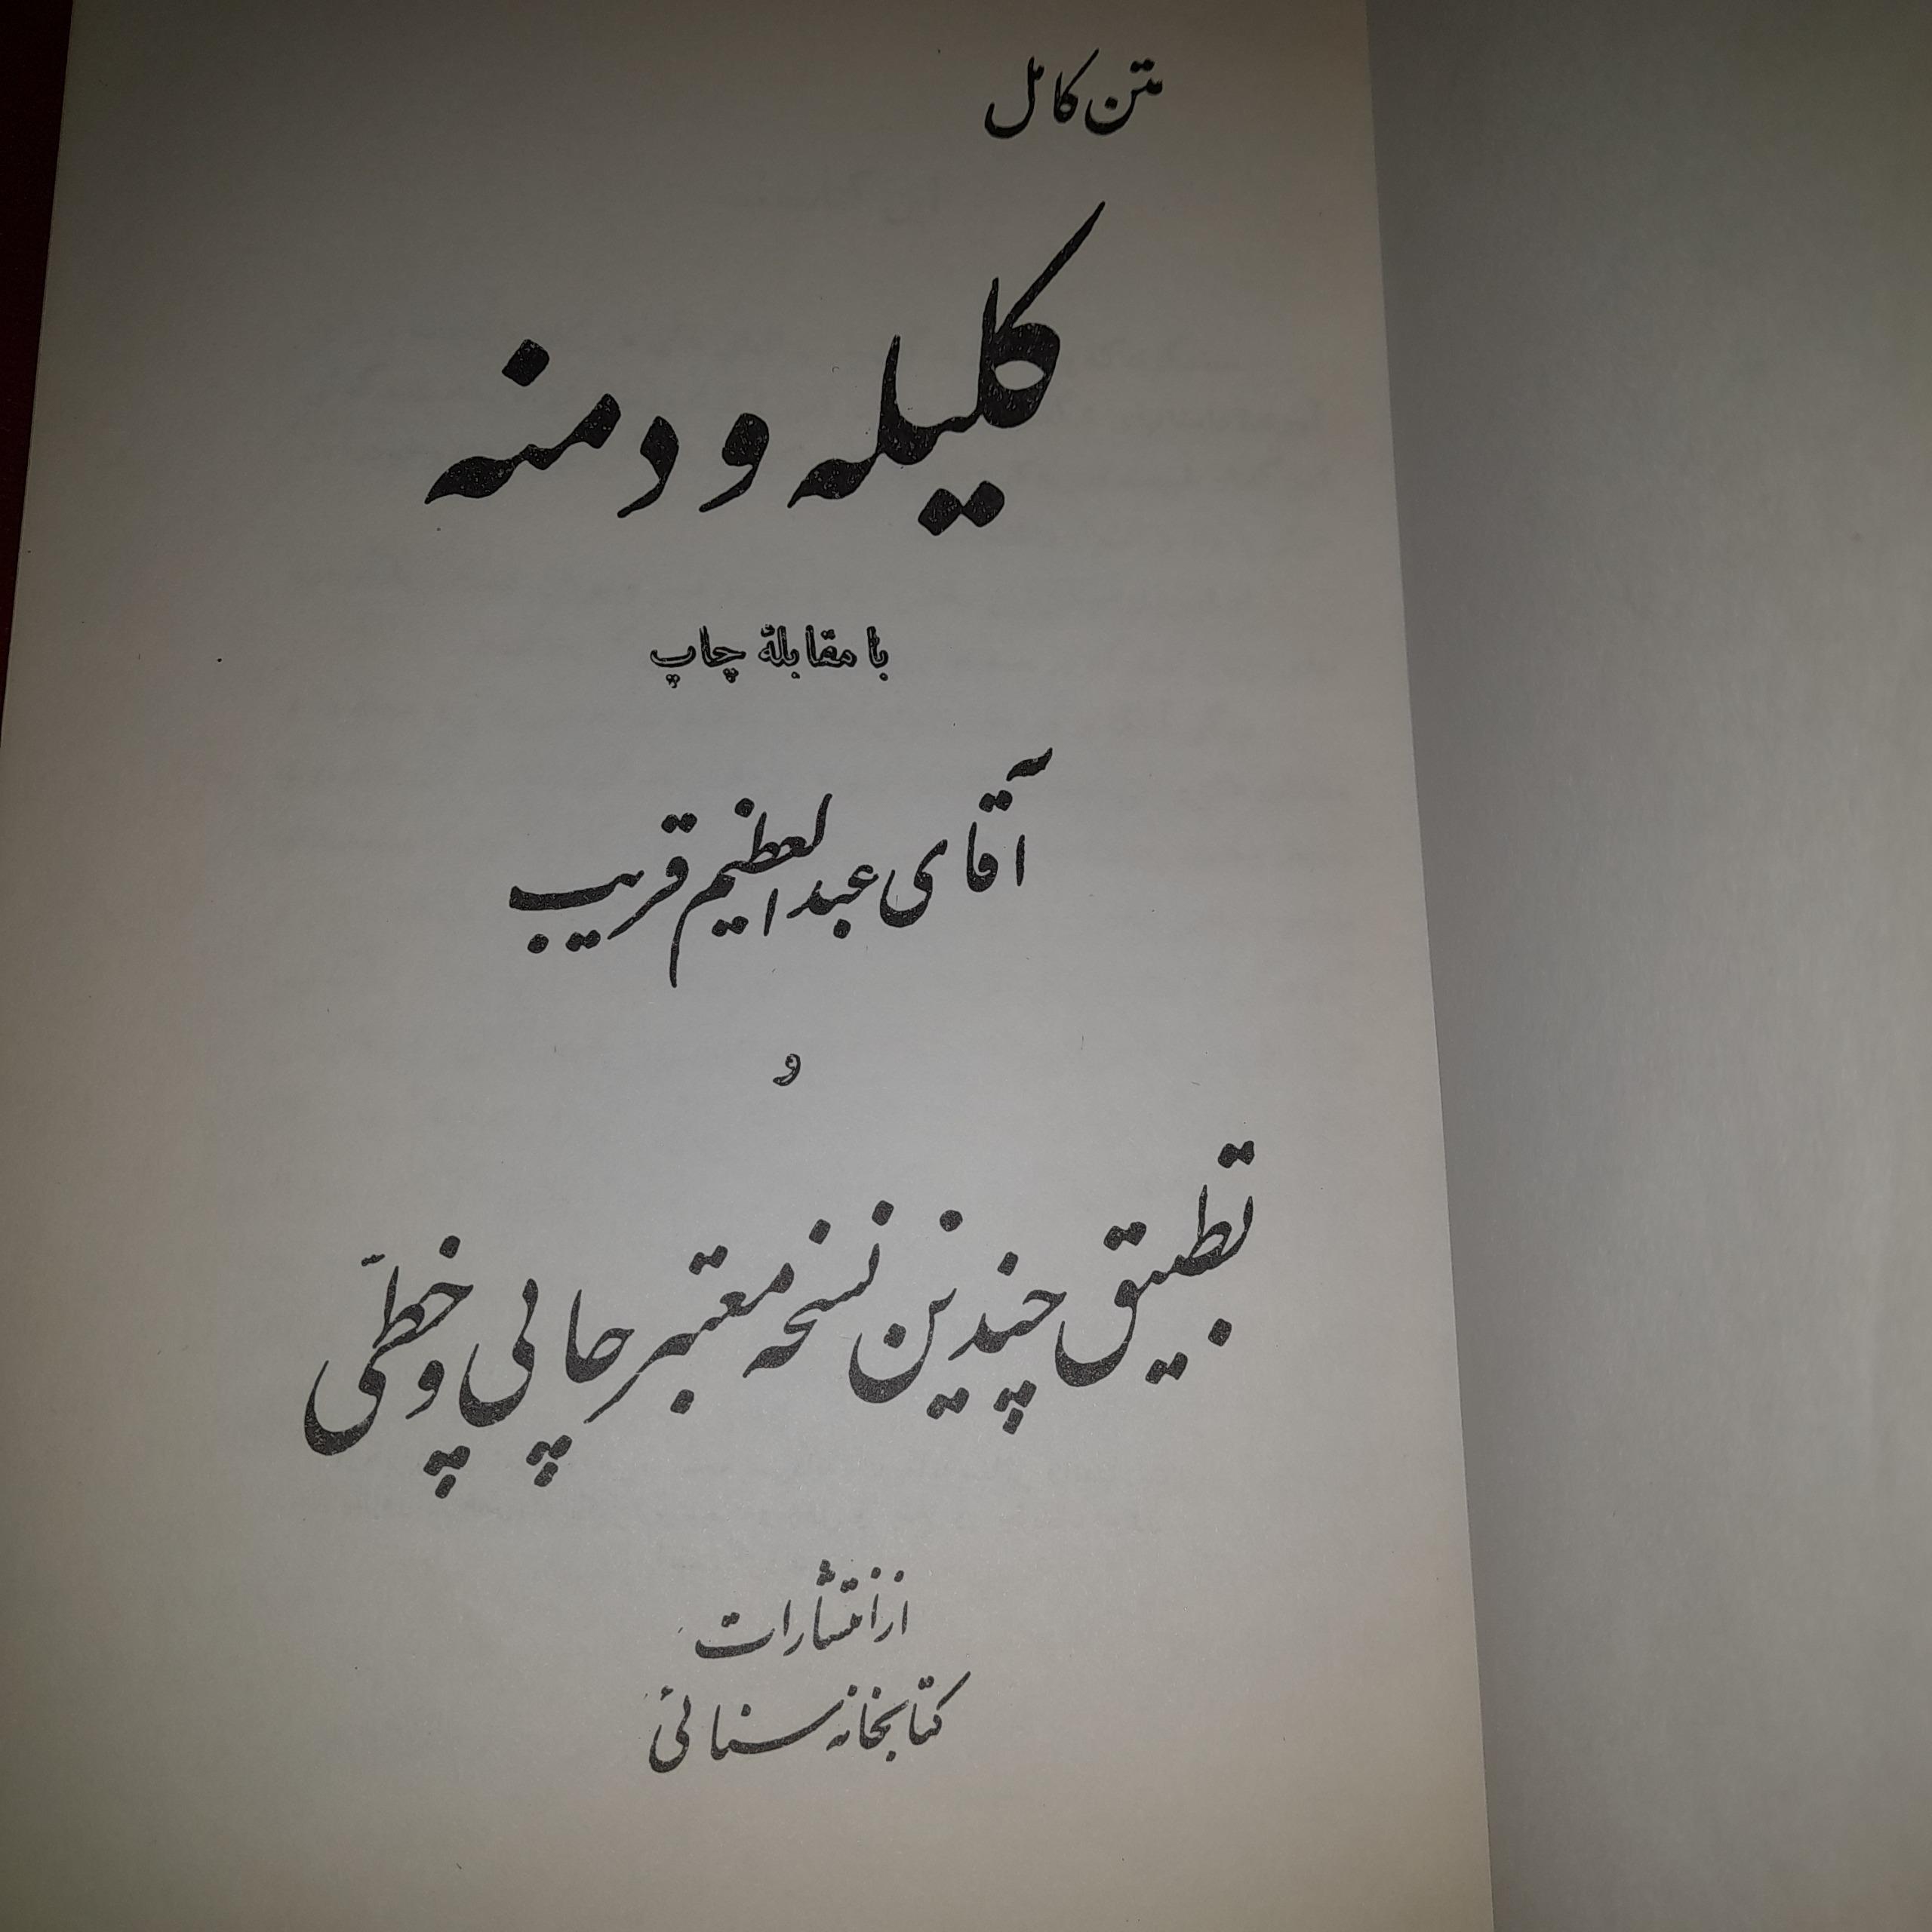 متن کامل
کلیله و دمنه
با مقابلهٔ چاپ
آقای عبدالعظیم قریب
و
تطبیق چندین نسخه معتبر چاپی و خطّی
از انتشارات
کتابخانه سنائی